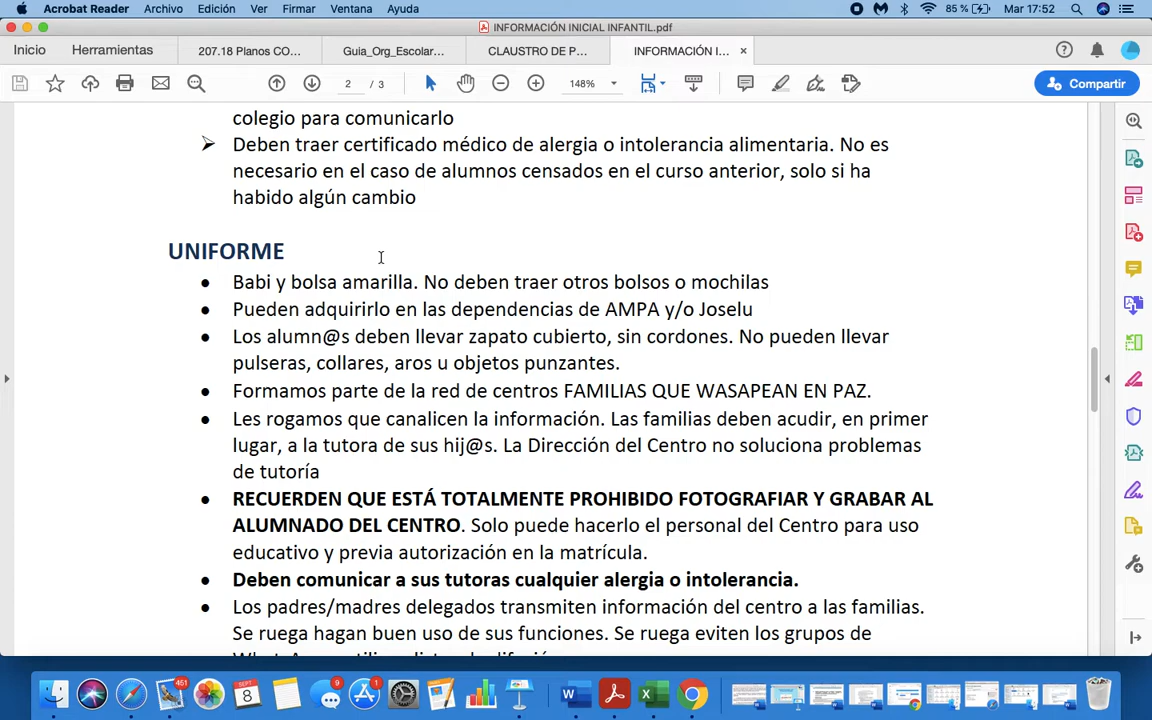 Acrobat Reader Archivo Edición Ver Firmar Ventana Ayuda 85 % Mar 17:52
INFORMACIÓN INICIAL INFANTIL.pdf
Inicio Herramientas 207.18 Planos CO... Guia_Org_Escolar... CLAUSTRO DE P... INFORMACIÓN I... ×
2 / 3 148% Compartir
colegio para comunicarlo
Deben traer certificado médico de alergia o intolerancia alimentaria. No es
necesario en el caso de alumnos censados en el curso anterior, solo si ha
habido algún cambio
UNIFORME
• Babi y bolsa amarilla. No deben traer otros bolsos o mochilas
• Pueden adquirirlo en las dependencias de AMPA y/o Joselu
• Los alumn@s deben llevar zapato cubierto, sin cordones. No pueden llevar
pulseras, collares, aros u objetos punzantes.
• Formamos parte de la red de centros FAMILIAS QUE WASAPEAN EN PAZ.
• Les rogamos que canalicen la información. Las familias deben acudir, en primer
lugar, a la tutora de sus hij@s. La Dirección del Centro no soluciona problemas
de tutoría
• RECUERDEN QUE ESTÁ TOTALMENTE PROHIBIDO FOTOGRAFIAR Y GRABAR AL
ALUMNADO DEL CENTRO. Solo puede hacerlo el personal del Centro para uso
educativo y previa autorización en la matrícula.
• Deben comunicar a sus tutoras cualquier alergia o intolerancia.
• Los padres/madres delegados transmiten información del centro a las familias.
Se ruega hagan buen uso de sus funciones. Se ruega eviten los grupos de
451 SEPT 8 9 1